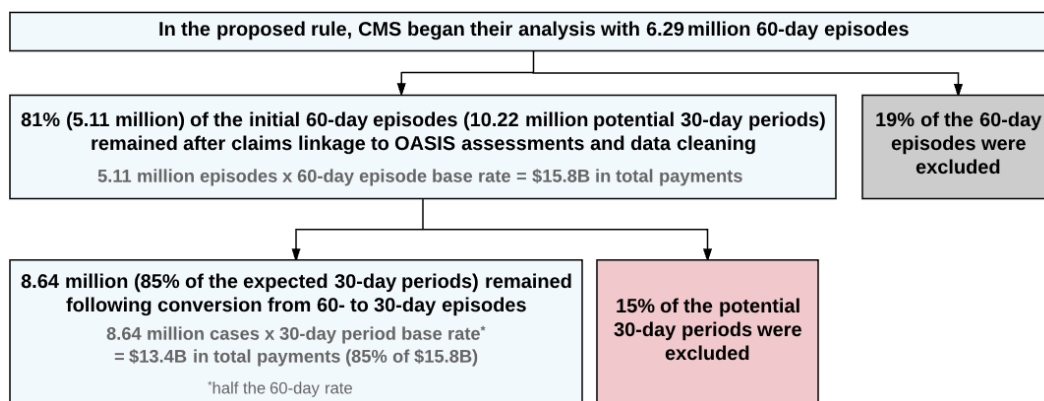 In the proposed rule, CMS began their analysis with 6.29 million 60-day episodes
81% (5.11 million) of the initial 60-day episodes (10.22 million potential 30-day periods)
remained after claims linkage to OASIS assessments and data cleaning
5.11 million episodes x 60-day episode base rate = $15.8B in total payments
19% of the 60-day
episodes were
excluded
8.64 million (85% of the expected 30-day periods) remained
following conversion from 60- to 30-day episodes
8.64 million cases x 30-day period base rate*
= $13.4B in total payments (85% of $15.8B)
*half the 60-day rate
15% of the potential
30-day periods were
excluded